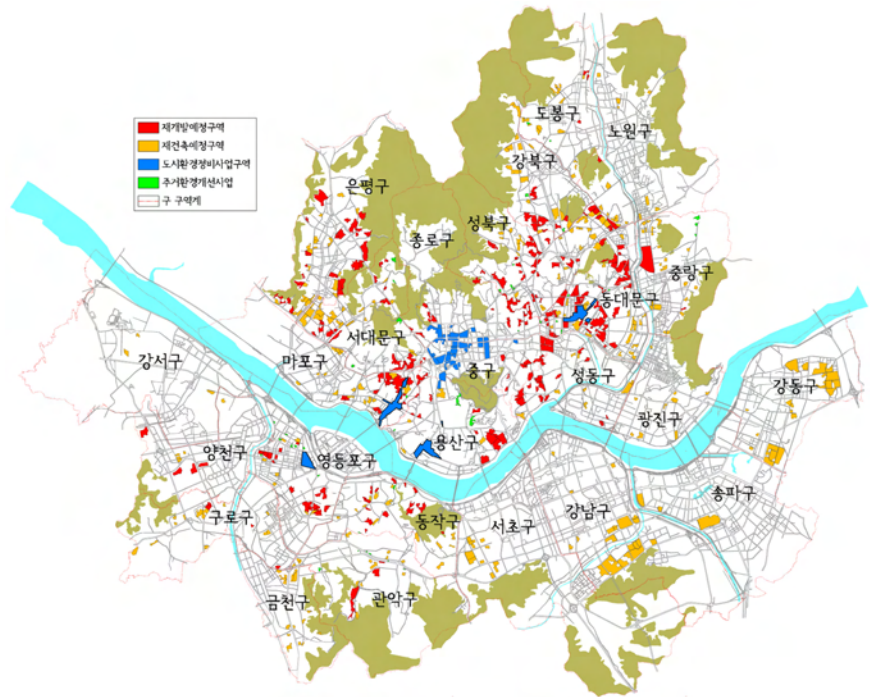 재개발예정구역
재건축예정구역
도시환경정비사업구역
주거환경개선사업
구 구역계
도봉구
노원구
강북구
은평구
성북구
종로구
중랑구
동대문구
서대문구
마포구
강서구
중구
성동구
강동구
광진구
용산구
양천구
영등포구
송파구
구로구
동작구
서초구
강남구
금천구
관악구